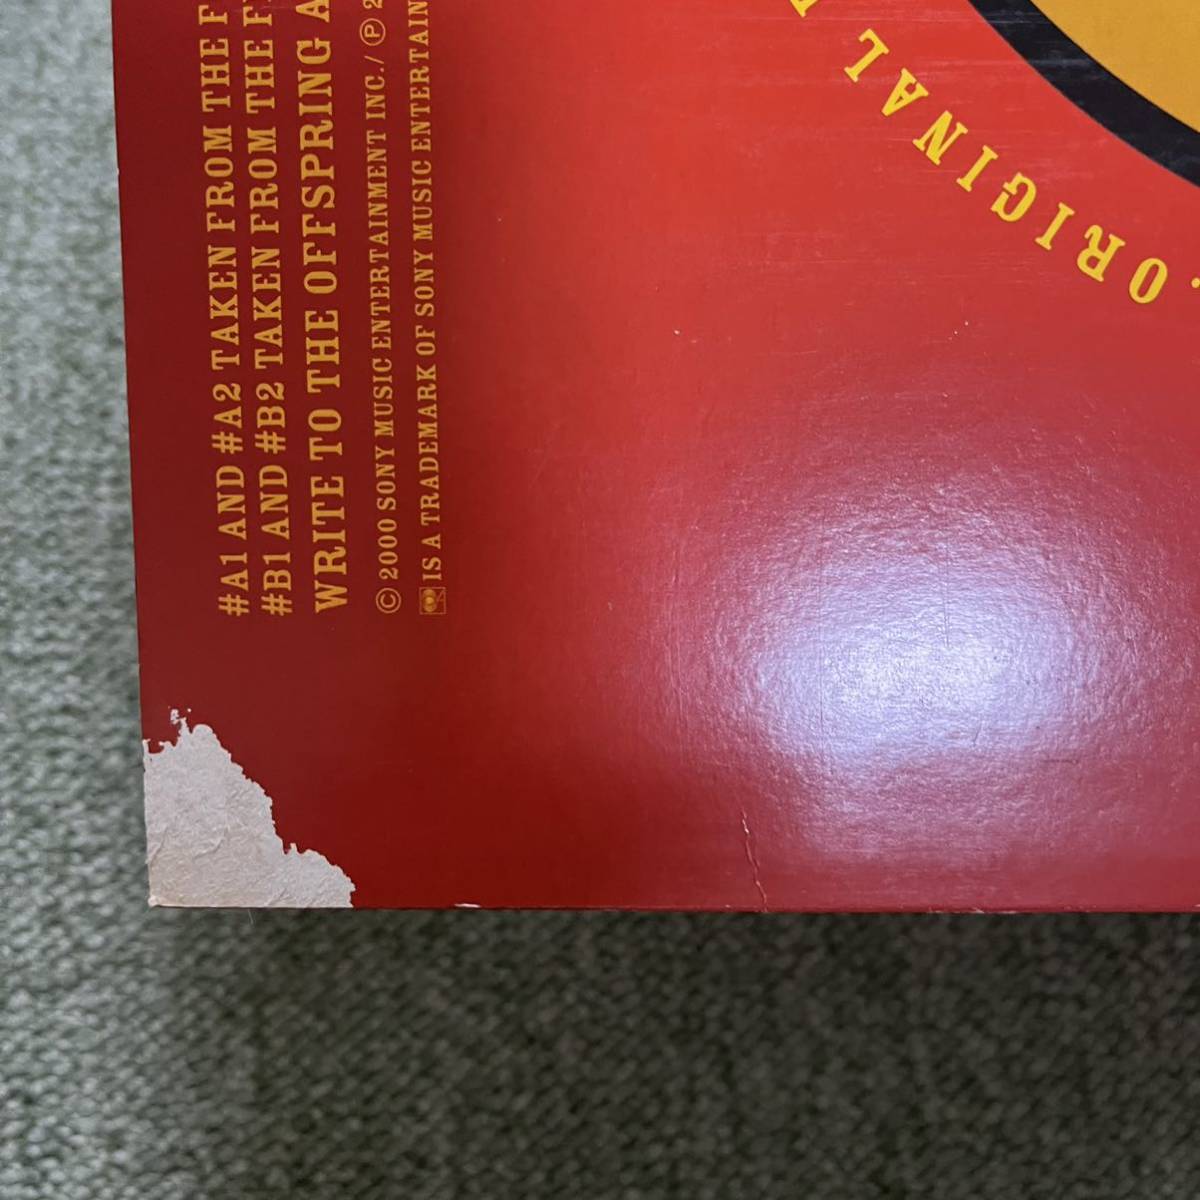 #A1 AND #A2 TAKEN FROM THE F
#B1 AND #B2 TAKEN FROM THE F
WRITE TO THE OFFSPRING A
© 2000 SONY MUSIC ENTERTAINMENT INC./ ℗ 2
IS A TRADEMARK OF SONY MUSIC ENTERTAIN
. ORIGINAL